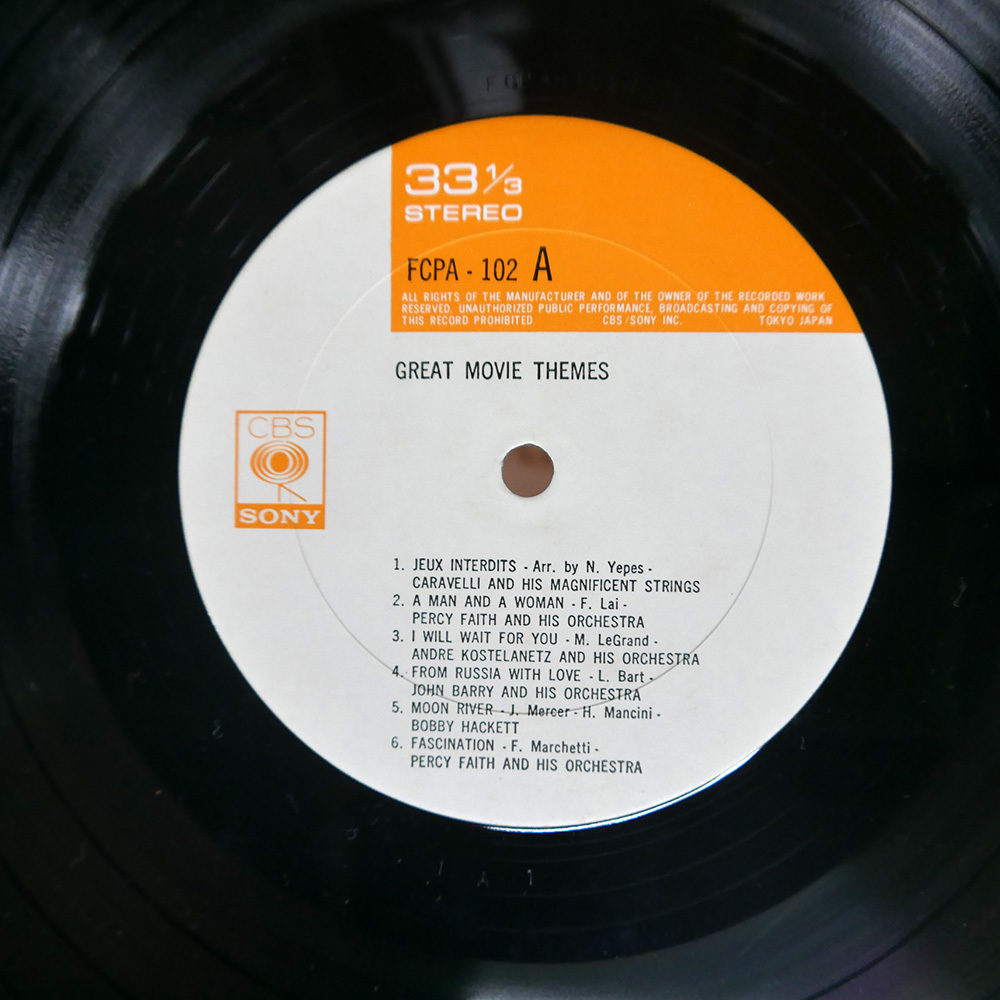 33 1/3
STEREO
FCPA - 102 A
ALL RIGHTS OF THE MANUFACTURER AND OF THE OWNER OF THE RECORDED WORK
RESERVED. UNAUTHORIZED PUBLIC PERFORMANCE, BROADCASTING AND COPYING OF
THIS RECORD PROHIBITED CBS/SONY INC. TOKYO JAPAN
GREAT MOVIE THEMES
CBS
SONY
1. JEUX INTERDITS - Arr. by N. Yepes -
CARAVELLI AND HIS MAGNIFICENT STRINGS
2. A MAN AND A WOMAN - F. Lai -
PERCY FAITH AND HIS ORCHESTRA
3. I WILL WAIT FOR YOU - M. LeGrand -
ANDRE KOSTELANETZ AND HIS ORCHESTRA
4. FROM RUSSIA WITH LOVE - L. Bart -
JOHN BARRY AND HIS ORCHESTRA
5. MOON RIVER - J. Mercer - H. Mancini -
BOBBY HACKETT
6. FASCINATION - F. Marchetti -
PERCY FAITH AND HIS ORCHESTRA